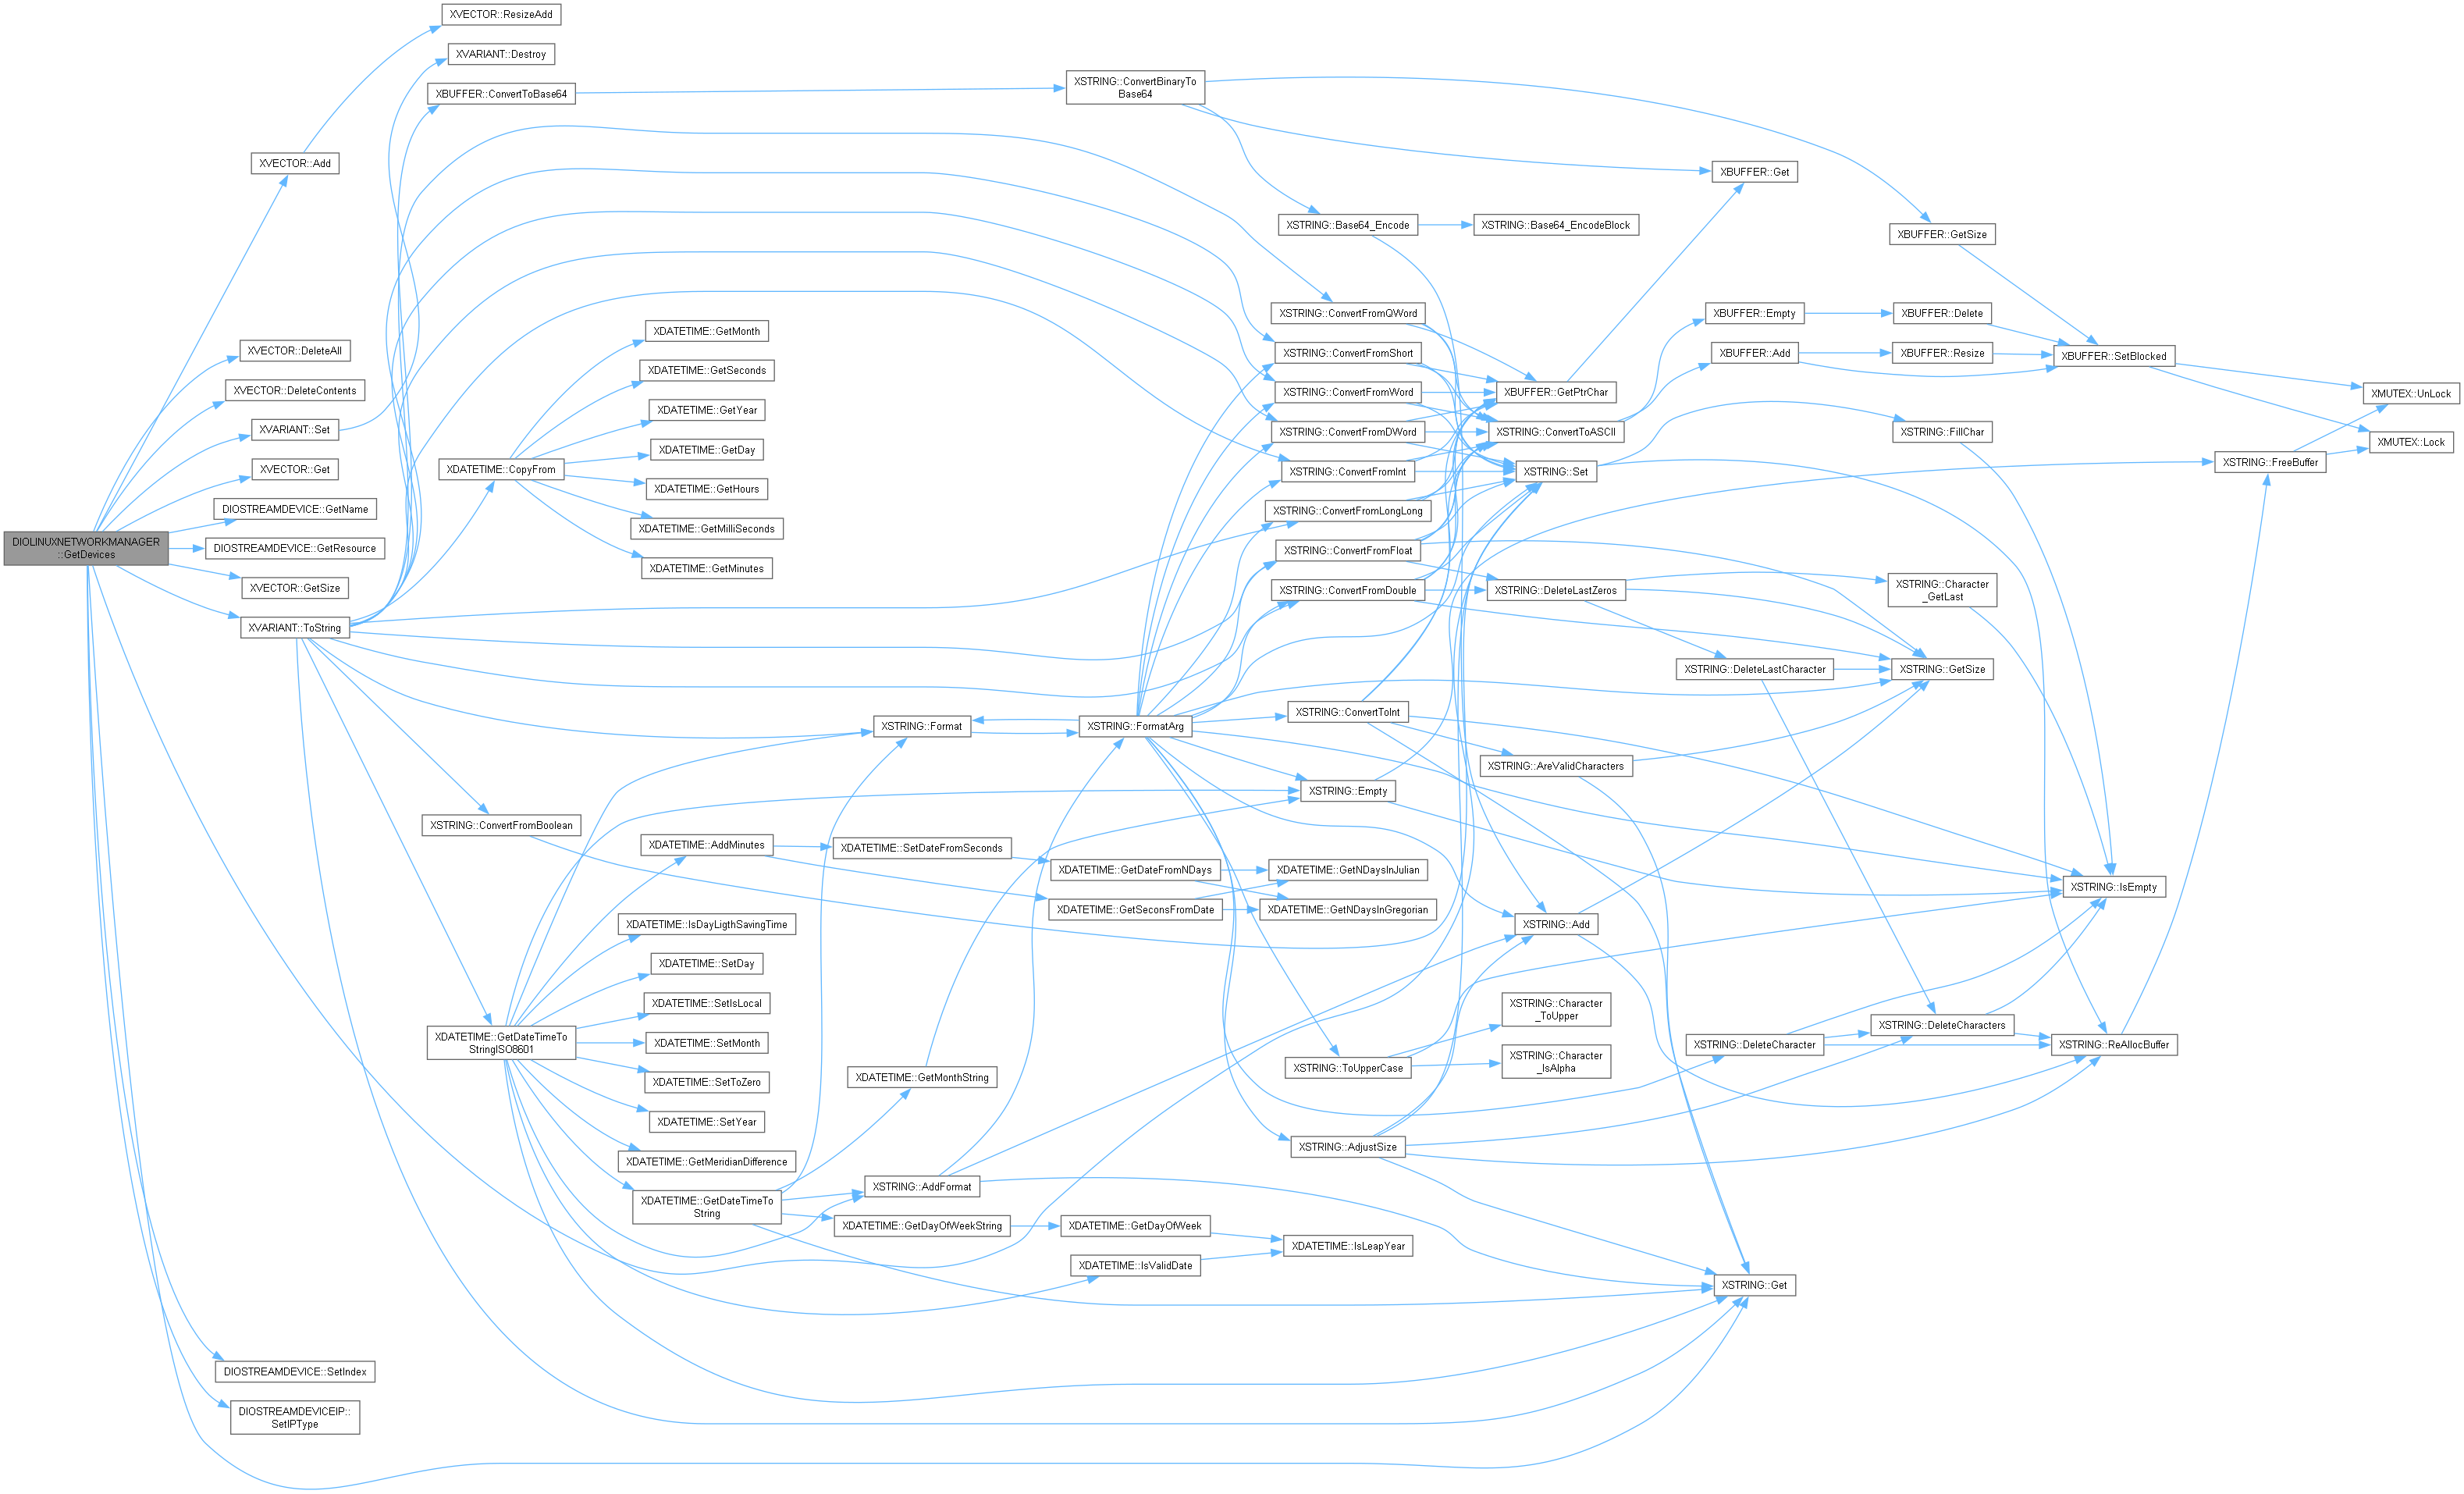 XVECTOR::ResizeAdd
XVARIANT::Destroy
XBUFFER::ConvertToBase64
XSTRING::ConvertBinaryTo
Base64
XVECTOR::Add
XBUFFER::Get
XSTRING::Base64_Encode
XSTRING::Base64_EncodeBlock
XBUFFER::GetSize
XSTRING::ConvertFromQWord
XBUFFER::Empty
XBUFFER::Delete
XDATETIME::GetMonth
XVECTOR::DeleteAll
XSTRING::ConvertFromShort
XBUFFER::Add
XBUFFER::Resize
XBUFFER::SetBlocked
XDATETIME::GetSeconds
XVECTOR::DeleteContents
XSTRING::ConvertFromWord
XBUFFER::GetPtrChar
XMUTEX::UnLock
XDATETIME::GetYear
XVARIANT::Set
XSTRING::ConvertFromDWord
XSTRING::ConvertToASCII
XSTRING::FillChar
XMUTEX::Lock
XDATETIME::GetDay
XVECTOR::Get
XDATETIME::CopyFrom
XSTRING::ConvertFromInt
XSTRING::Set
XSTRING::FreeBuffer
XDATETIME::GetHours
DIOSTREAMDEVICE::GetName
XSTRING::ConvertFromLongLong
XDATETIME::GetMilliSeconds
DIOLINUXNETWORKMANAGER
::GetDevices
DIOSTREAMDEVICE::GetResource
XSTRING::ConvertFromFloat
XDATETIME::GetMinutes
XVECTOR::GetSize
XSTRING::ConvertFromDouble
XSTRING::DeleteLastZeros
XSTRING::Character
_GetLast
XVARIANT::ToString
XSTRING::DeleteLastCharacter
XSTRING::GetSize
XSTRING::Format
XSTRING::FormatArg
XSTRING::ConvertToInt
XSTRING::AreValidCharacters
XSTRING::Empty
XSTRING::ConvertFromBoolean
XDATETIME::AddMinutes
XDATETIME::SetDateFromSeconds
XDATETIME::GetDateFromNDays
XDATETIME::GetNDaysInJulian
XSTRING::IsEmpty
XDATETIME::GetSeconsFromDate
XDATETIME::GetNDaysInGregorian
XDATETIME::IsDayLigthSavingTime
XSTRING::Add
XDATETIME::SetDay
XDATETIME::SetIsLocal
XSTRING::Character
_ToUpper
XDATETIME::GetDateTimeTo
StringISO8601
XDATETIME::SetMonth
XSTRING::DeleteCharacter
XSTRING::DeleteCharacters
XSTRING::ReAllocBuffer
XDATETIME::SetToZero
XDATETIME::GetMonthString
XSTRING::ToUpperCase
XSTRING::Character
_IsAlpha
XDATETIME::SetYear
XDATETIME::GetMeridianDifference
XSTRING::AdjustSize
XDATETIME::GetDateTimeTo
String
XSTRING::AddFormat
XDATETIME::GetDayOfWeekString
XDATETIME::GetDayOfWeek
XDATETIME::IsLeapYear
XDATETIME::IsValidDate
XSTRING::Get
DIOSTREAMDEVICE::SetIndex
DIOSTREAMDEVICEIP::
SetIPType